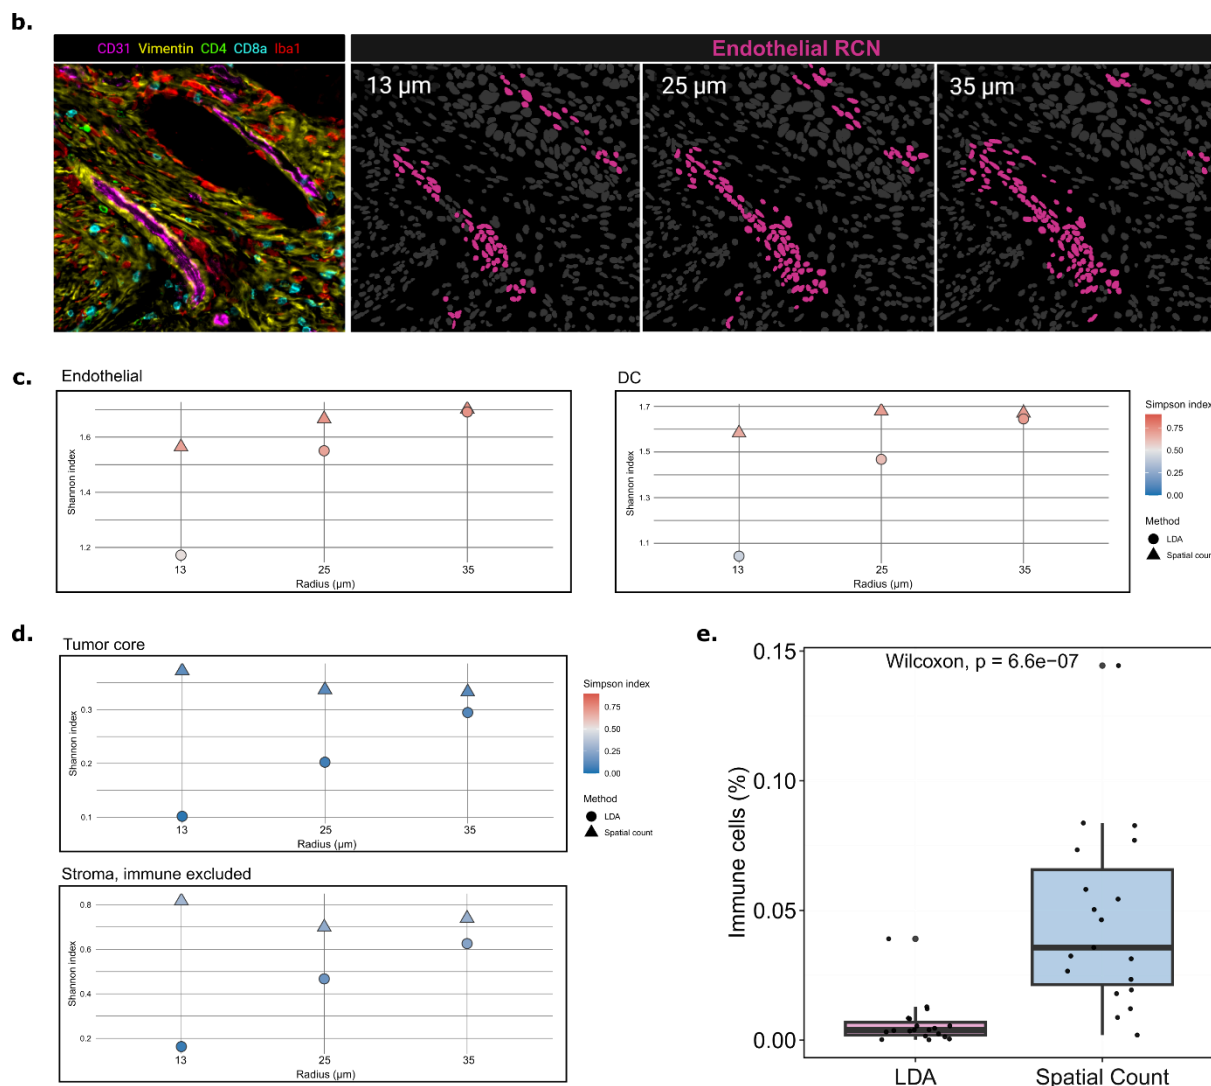 b.
CD31 Vimentin CD4 CD8a Iba1
Endothelial RCN
13 µm
25 µm
35 µm
c.
Endothelial
Shannon index
1.6
1.4
1.2
13
25
35
Radius (µm)
DC
Shannon index
1.7
1.5
1.3
1.1
13
25
35
Radius (µm)
Simpson index
0.75
0.50
0.25
0.00
Method
LDA
Spatial count
d.
Tumor core
Shannon index
0.3
0.2
0.1
13
25
35
Radius (µm)
Simpson index
0.75
0.50
0.25
0.00
Method
LDA
Spatial count
Stroma, immune excluded
Shannon index
0.8
0.6
0.4
0.2
13
25
35
Radius (µm)
e.
Wilcoxon, p = 6.6e−07
Immune cells (%)
0.15
0.10
0.05
0.00
LDA
Spatial Count